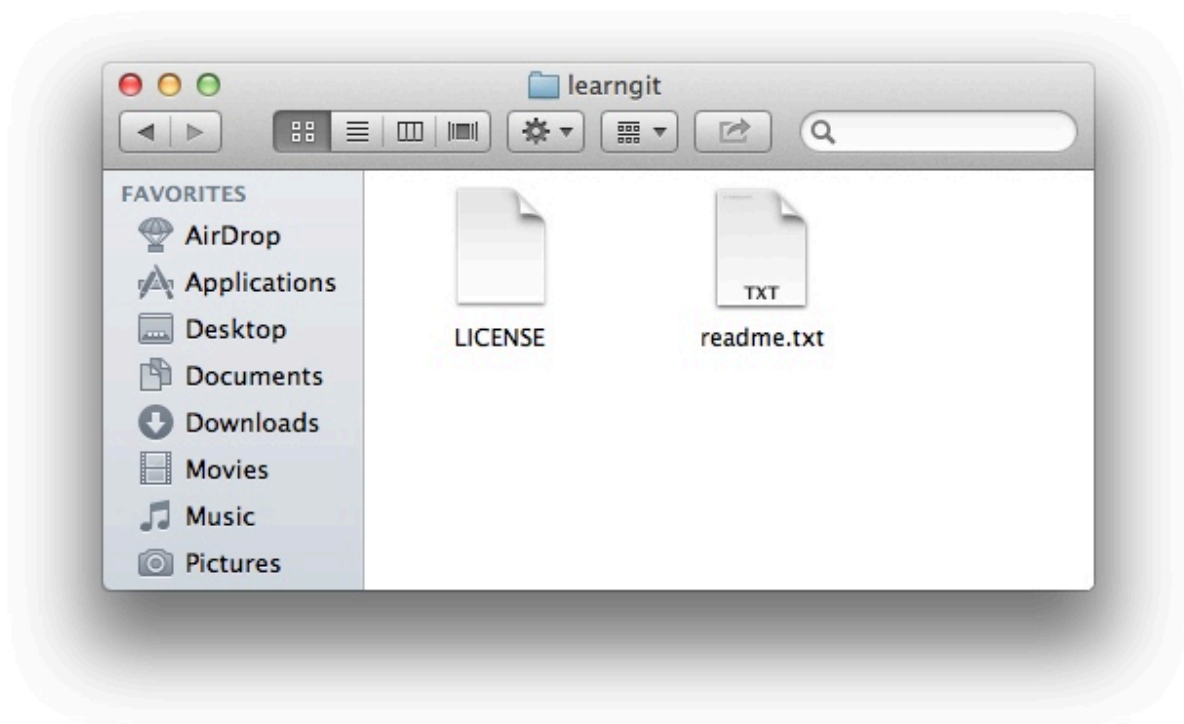 learngit
FAVORITES
AirDrop
Applications
Desktop
Documents
Downloads
Movies
Music
Pictures
TXT
LICENSE
readme.txt